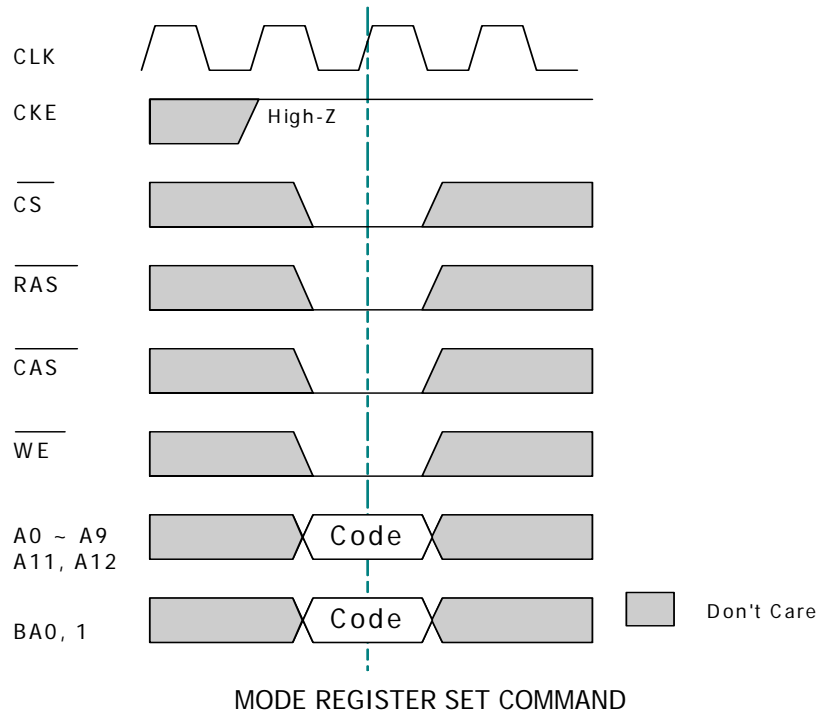 CLK
CKE
High-Z
CS
RAS
CAS
WE
A0 ~ A9
A11, A12
Code
BA0, 1
Code
Don't Care
MODE REGISTER SET COMMAND